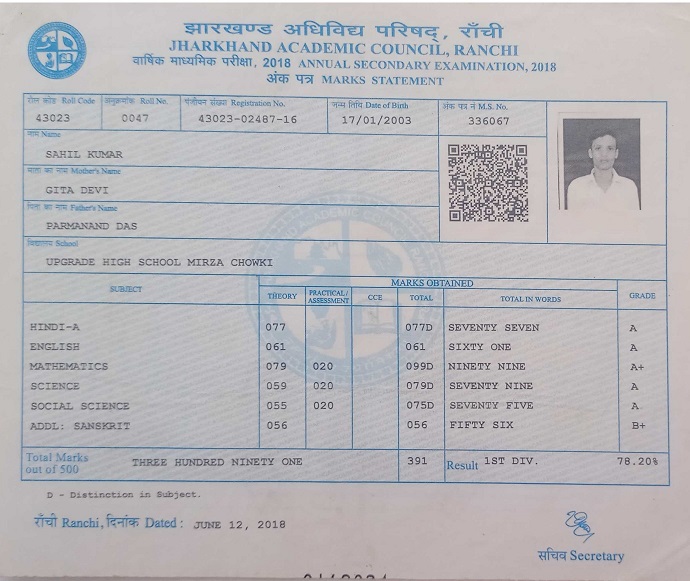 झारखण्ड अधिविद्य परिषद्, राँची
JHARKHAND ACADEMIC COUNCIL, RANCHI
वार्षिक माध्यमिक परीक्षा, 2018 ANNUAL SECONDARY EXAMINATION, 2018
अंक पत्र MARKS STATEMENT
रोल कोड Roll Code अनुक्रमांक Roll No. पंजीयन संख्या Registration No. जन्म तिथि Date of Birth अंक पत्र नं M.S. No.
43023 0047 43023-02487-16 17/01/2003 336067
नाम Name
SAHIL KUMAR
माता का नाम Mother's Name
GITA DEVI
पिता का नाम Father's Name
PARMANAND DAS
विद्यालय School
UPGRADE HIGH SCHOOL MIRZA CHOWKI
SUBJECT MARKS OBTAINED GRADE
THEORY PRACTICAL/ ASSESSMENT CCE TOTAL TOTAL IN WORDS
HINDI-A 077 077D SEVENTY SEVEN A
ENGLISH 061 061 SIXTY ONE A
MATHEMATICS 079 020 099D NINETY NINE A+
SCIENCE 059 020 079D SEVENTY NINE A
SOCIAL SCIENCE 055 020 075D SEVENTY FIVE A
ADDL: SANSKRIT 056 056 FIFTY SIX B+
Total Marks
out of 500 THREE HUNDRED NINETY ONE 391 Result 1ST DIV. 78.20%
D - Distinction in Subject.
राँची Ranchi, दिनांक Dated : JUNE 12, 2018
सचिव Secretary